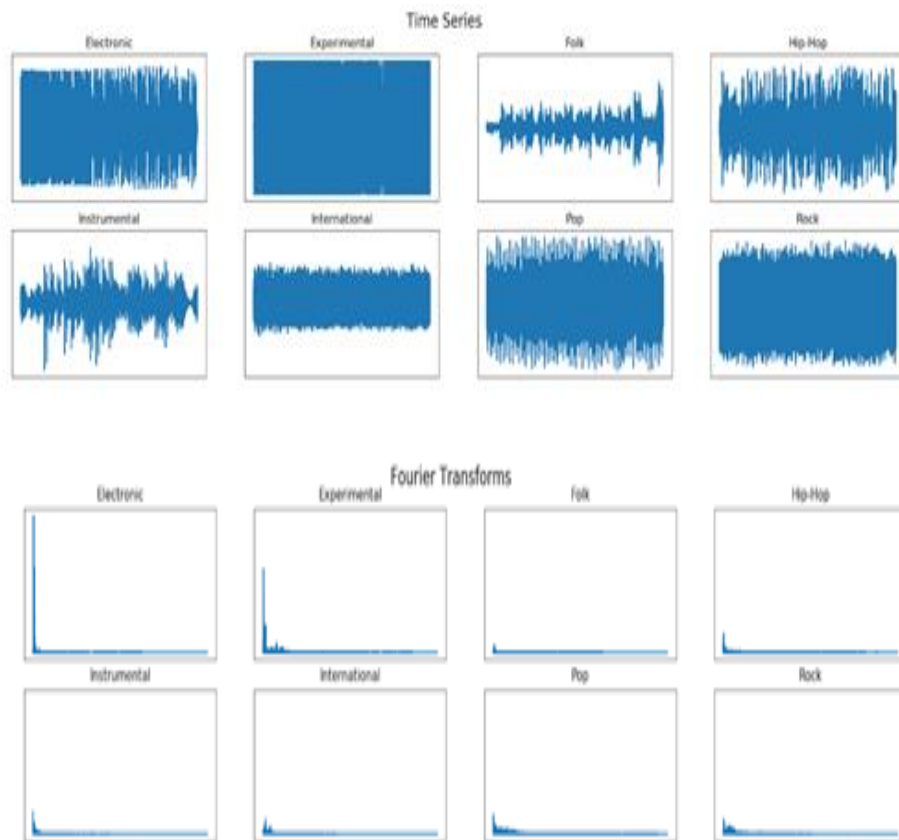 Time Series
Electronic Experimental Folk Hip-Hop
Instrumental International Pop Rock
Fourier Transforms
Electronic Experimental Folk Hip-Hop
Instrumental International Pop Rock